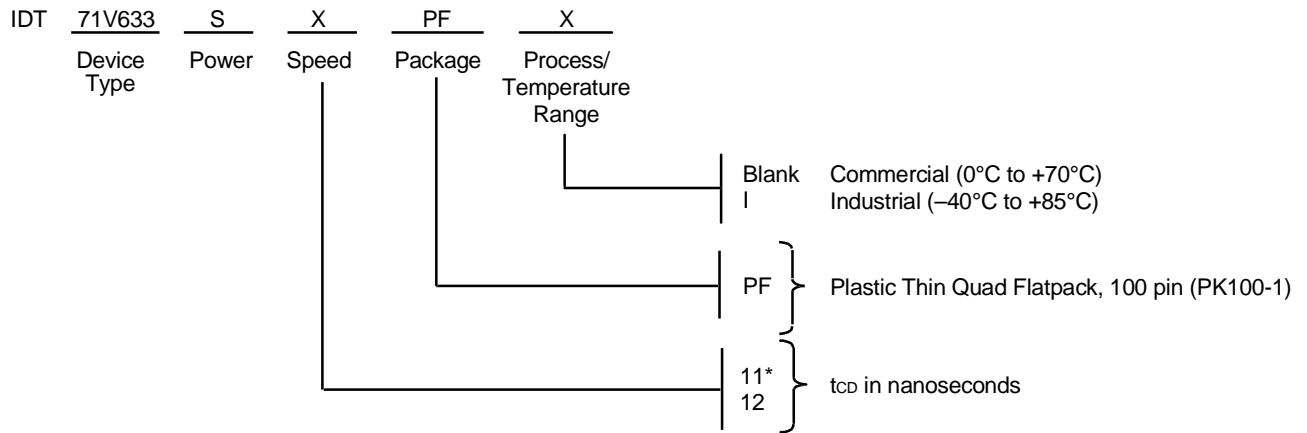 IDT 71V633 S X PF X
Device Type Power Speed Package Process/ Temperature Range
Blank Commercial (0°C to +70°C)
I Industrial (–40°C to +85°C)
PF Plastic Thin Quad Flatpack, 100 pin (PK100-1)
11*
12
tCD in nanoseconds